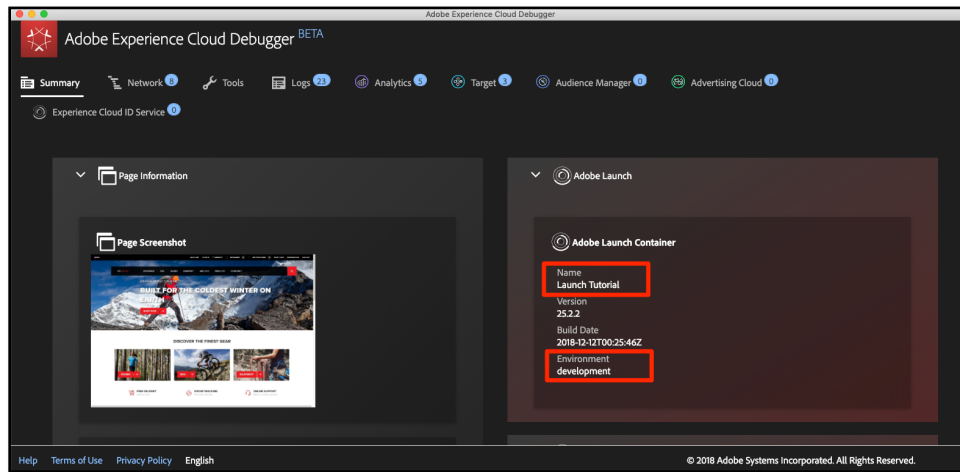 Adobe Experience Cloud Debugger
Adobe Experience Cloud Debugger BETA
Summary
Network 8
Tools
Logs 23
Analytics 5
Target 3
Audience Manager 0
Advertising Cloud 0
Experience Cloud ID Service 0
Page Information
Page Screenshot
BUILT FOR THE COLDEST WINTER ON
EARTH
DISCOVER THE FINEST GEAR
Adobe Launch
Adobe Launch Container
Name
Launch Tutorial
Version
25.2.2
Build Date
2018-12-12T00:25:46Z
Environment
development
Help
Terms of Use
Privacy Policy
English
© 2018 Adobe Systems Incorporated. All Rights Reserved.